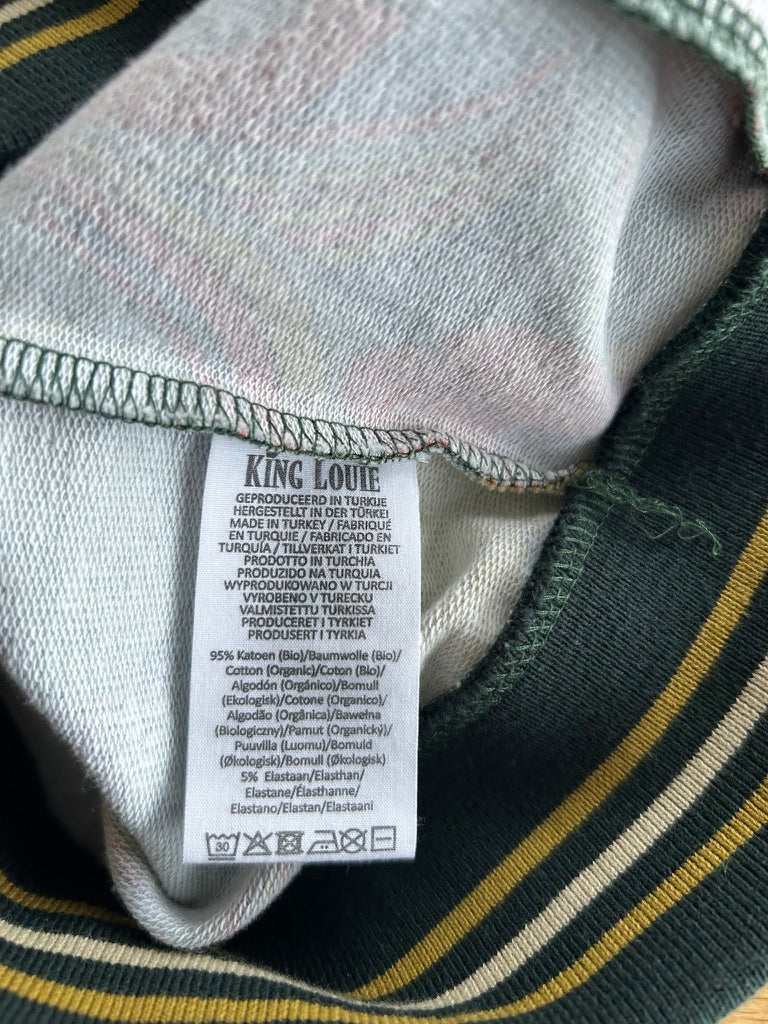 KING LOUIE
GEPRODUCEERD IN TURKIJE
HERGESTELLT IN DER TÜRKEI
MADE IN TURKEY / FABRIQUÉ
EN TURQUIE / FABRICADO EN
TURQUÍA / TILLVERKAT I TURKIET
PRODOTTO IN TURCHIA
PRODUZIDO NA TURQUIA
WYPRODUKOWANO W TURCJI
VYROBENO V TURECKU
VALMISTETTU TURKISSA
PRODUCERET I TYRKIET
PRODUSERT I TYRKIA
95% Katoen (Bio)/Baumwolle (Bio)/
Cotton (Organic)/Coton (Bio)/
Algodón (Orgánico)/Bomull
(Ekologisk)/Cotone (Organico)/
Algodão (Orgânica)/Bawełna
(Biologiczny)/Pamut (Organický)/
Puuvilla (Luomu)/Bomuld
(Økologisk)/Bomull (Økologisk)
5% Elastaan/Elasthan/
Elastane/Élasthanne/
Elastano/Elastan/Elastaani
30